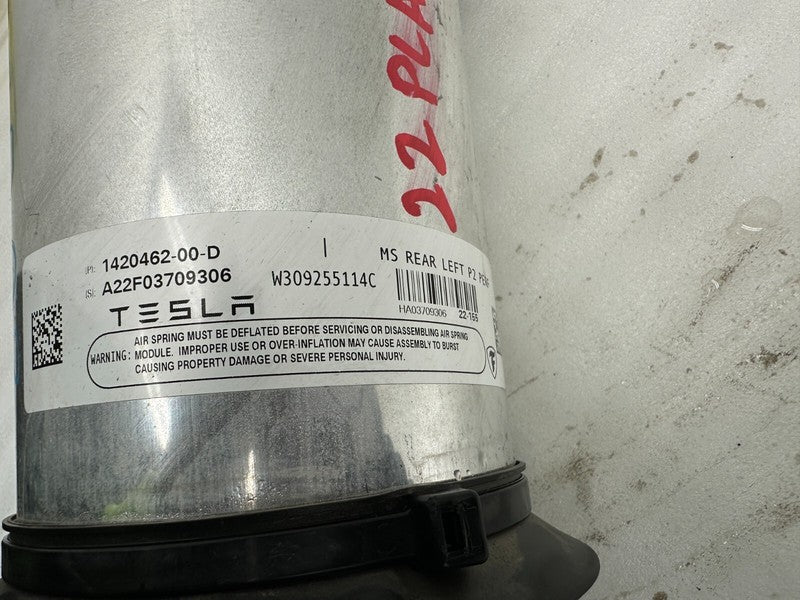 22 PLA
(P): 1420462-00-D
(S): A22F03709306
TESLA
|
W309255114C
MS REAR LEFT P2
HA03709306 22-165
WARNING: AIR SPRING MUST BE DEFLATED BEFORE SERVICING OR DISASSEMBLING AIR SPRING
MODULE. IMPROPER USE OR OVER-INFLATION MAY CAUSE ASSEMBLY TO BURST
CAUSING PROPERTY DAMAGE OR SEVERE PERSONAL INJURY.